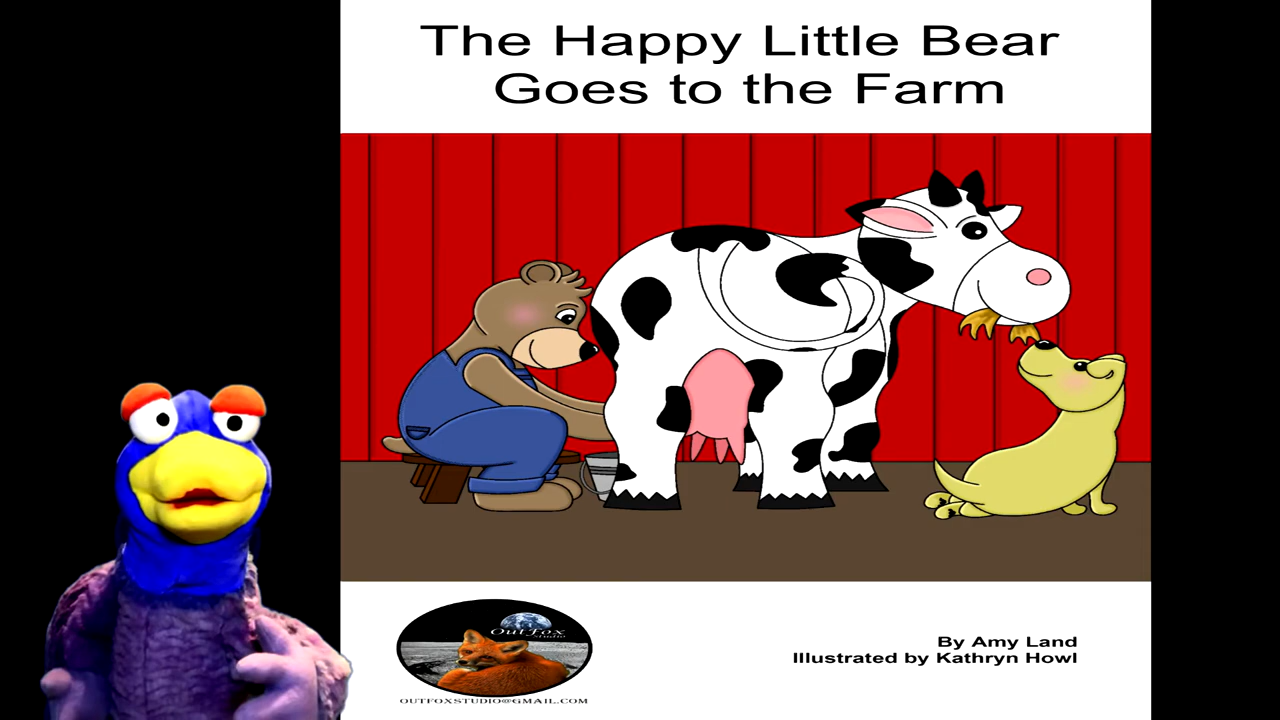 The Happy Little Bear
Goes to the Farm
OutFox
Studio
By Amy Land
Illustrated by Kathryn Howl
OUTFOXSTUDIO@GMAIL.COM